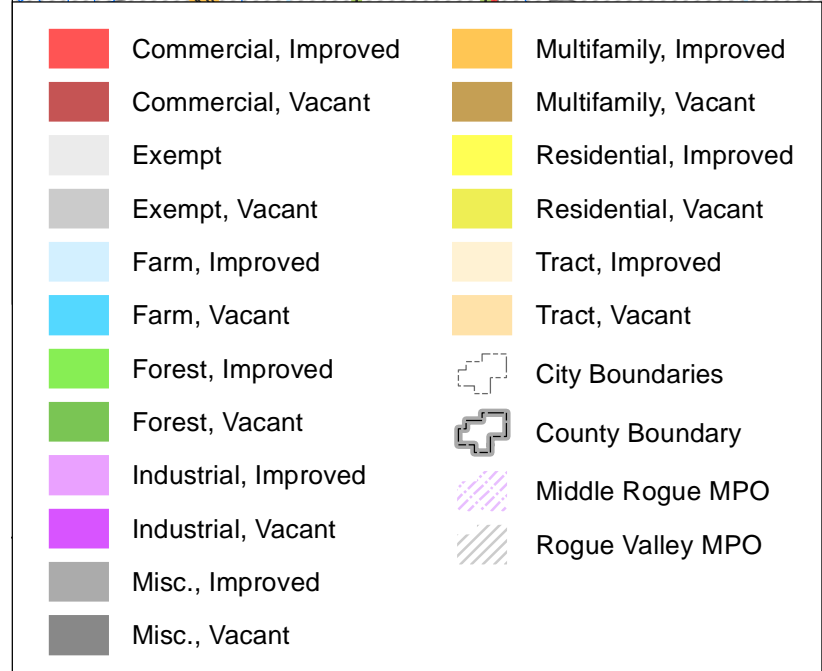 Commercial, Improved
Commercial, Vacant
Exempt
Exempt, Vacant
Farm, Improved
Farm, Vacant
Forest, Improved
Forest, Vacant
Industrial, Improved
Industrial, Vacant
Misc., Improved
Misc., Vacant
Multifamily, Improved
Multifamily, Vacant
Residential, Improved
Residential, Vacant
Tract, Improved
Tract, Vacant
City Boundaries
County Boundary
Middle Rogue MPO
Rogue Valley MPO